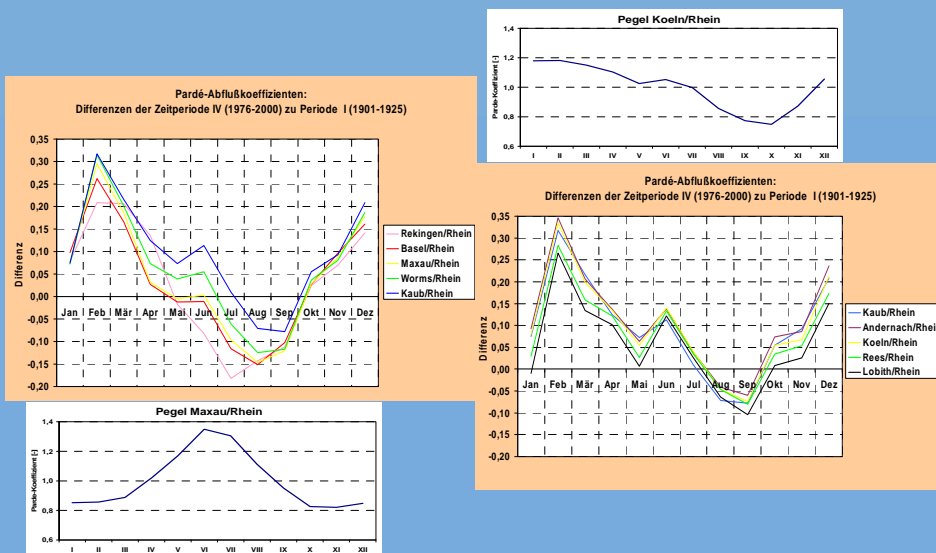 Pegel Koeln/Rhein
Parde-Koeffizient [-]
1,4
1,2
1,0
0,8
0,6
I II III IV V VI VII VIII IX X XI XII
Pardé-Abflußkoeffizienten:
Differenzen der Zeitperiode IV (1976-2000) zu Periode I (1901-1925)
Differenz
0,35
0,30
0,25
0,20
0,15
0,10
0,05
0,00
-0,05
-0,10
-0,15
-0,20
Jan Feb Mär Apr Mai Jun Jul Aug Sep Okt Nov Dez
Rekingen/Rhein
Basel/Rhein
Maxau/Rhein
Worms/Rhein
Kaub/Rhein
Pardé-Abflußkoeffizienten:
Differenzen der Zeitperiode IV (1976-2000) zu Periode I (1901-1925)
Differenz
0,35
0,30
0,25
0,20
0,15
0,10
0,05
0,00
-0,05
-0,10
-0,15
-0,20
Jan Feb Mär Apr Mai Jun Jul Aug Sep Okt Nov Dez
Kaub/Rhein
Andernach/Rhein
Koeln/Rhein
Rees/Rhein
Lobith/Rhein
Pegel Maxau/Rhein
Parde-Koeffizient [-]
1,4
1,2
1,0
0,8
0,6
I II III IV V VI VII VIII IX X XI XII